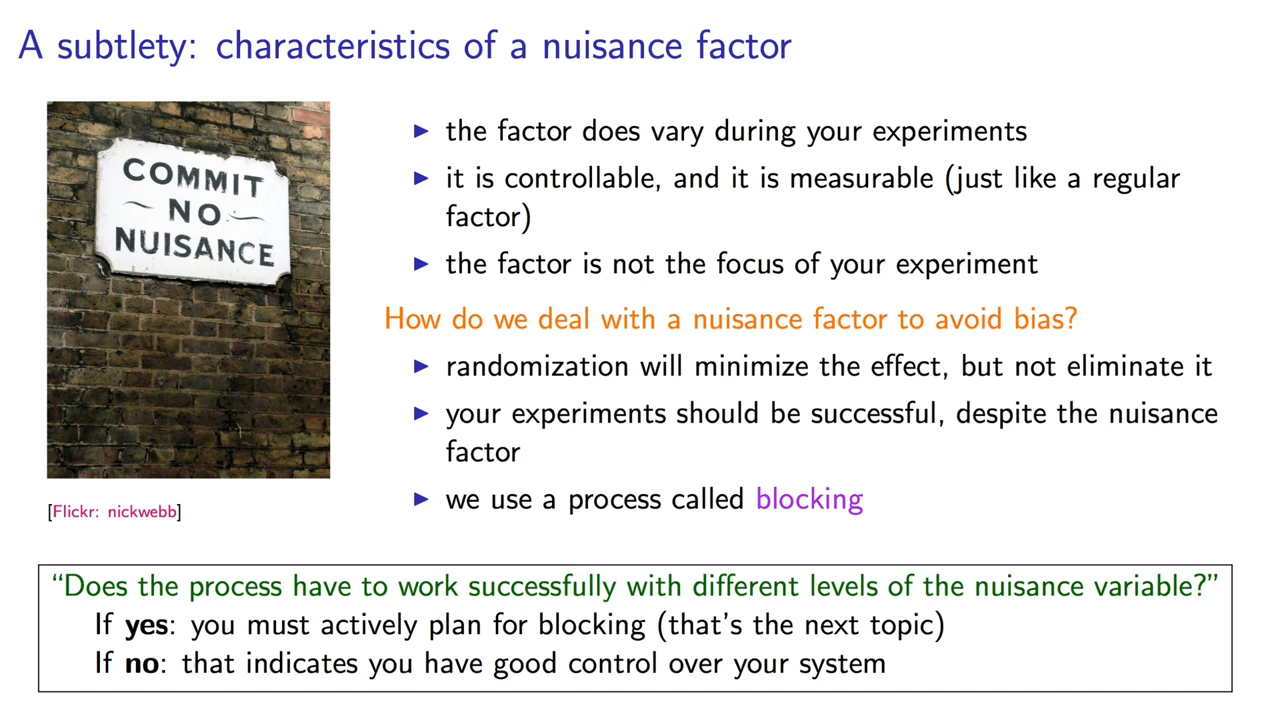 A subtlety: characteristics of a nuisance factor
COMMIT
NO
NUISANCE
[Flickr: nickwebb]
▶ the factor does vary during your experiments
▶ it is controllable, and it is measurable (just like a regular
factor)
▶ the factor is not the focus of your experiment
How do we deal with a nuisance factor to avoid bias?
▶ randomization will minimize the effect, but not eliminate it
▶ your experiments should be successful, despite the nuisance
factor
▶ we use a process called blocking
“Does the process have to work successfully with different levels of the nuisance variable?”
If yes: you must actively plan for blocking (that’s the next topic)
If no: that indicates you have good control over your system